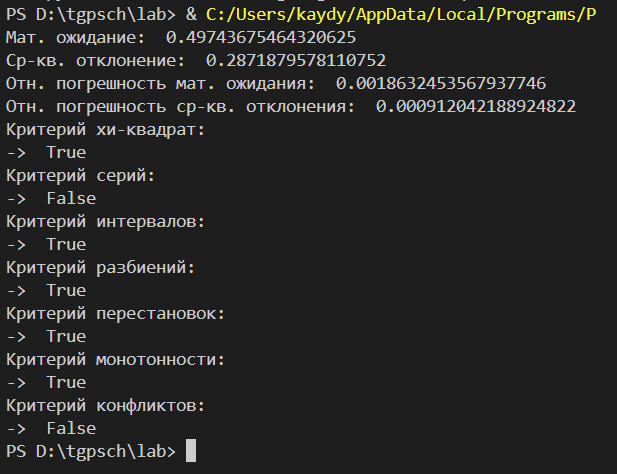 PS D:\tgpsch\lab> & C:/Users/kaydy/AppData/Local/Programs/P
Мат. ожидание:  0.49743675464320625
Ср-кв. отклонение:  0.2871879578110752
Отн. погрешность мат. ожидания:  0.0018632453567937746
Отн. погрешность ср-кв. отклонения:  0.000912042188924822
Критерий хи-квадрат:
->  True
Критерий серий:
->  False
Критерий интервалов:
->  True
Критерий разбиений:
->  True
Критерий перестановок:
->  True
Критерий монотонности:
->  True
Критерий конфликтов:
->  False
PS D:\tgpsch\lab>